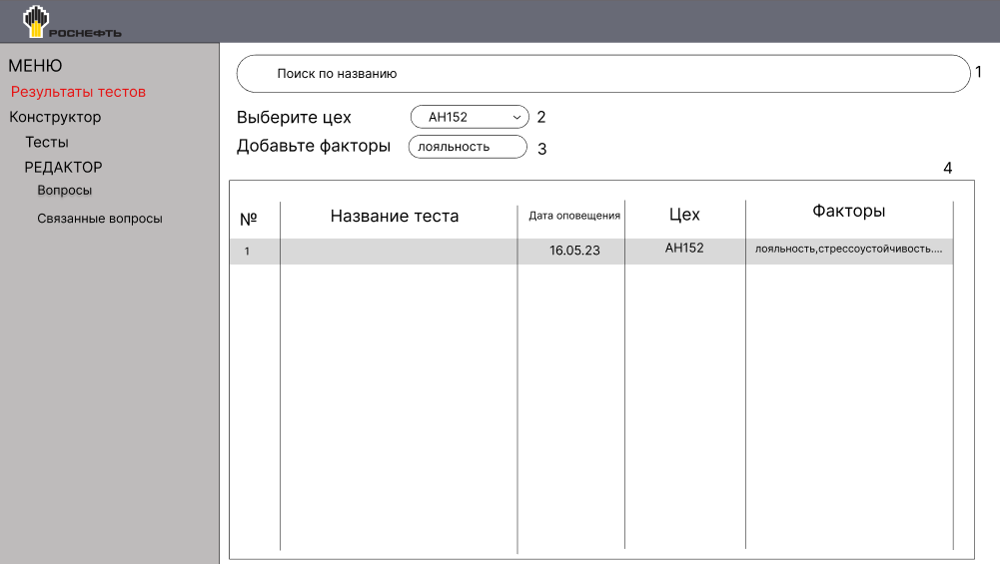 РОСНЕФТЬ
МЕНЮ
Результаты тестов
Конструктор
Тесты
РЕДАКТОР
Вопросы
Связанные вопросы
Поиск по названию 1
Выберите цех АН152 2
Добавьте факторы лояльность 3
4
№ Название теста Дата оповещения Цех Факторы
1 16.05.23 АН152 лояльность,стрессоустойчивость....